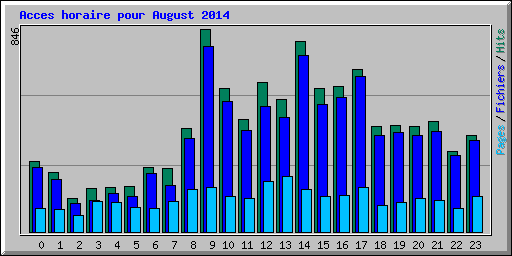 Acces horaire pour August 2014
846
Pages / Fichiers / Hits
0 1 2 3 4 5 6 7 8 9 10 11 12 13 14 15 16 17 18 19 20 21 22 23